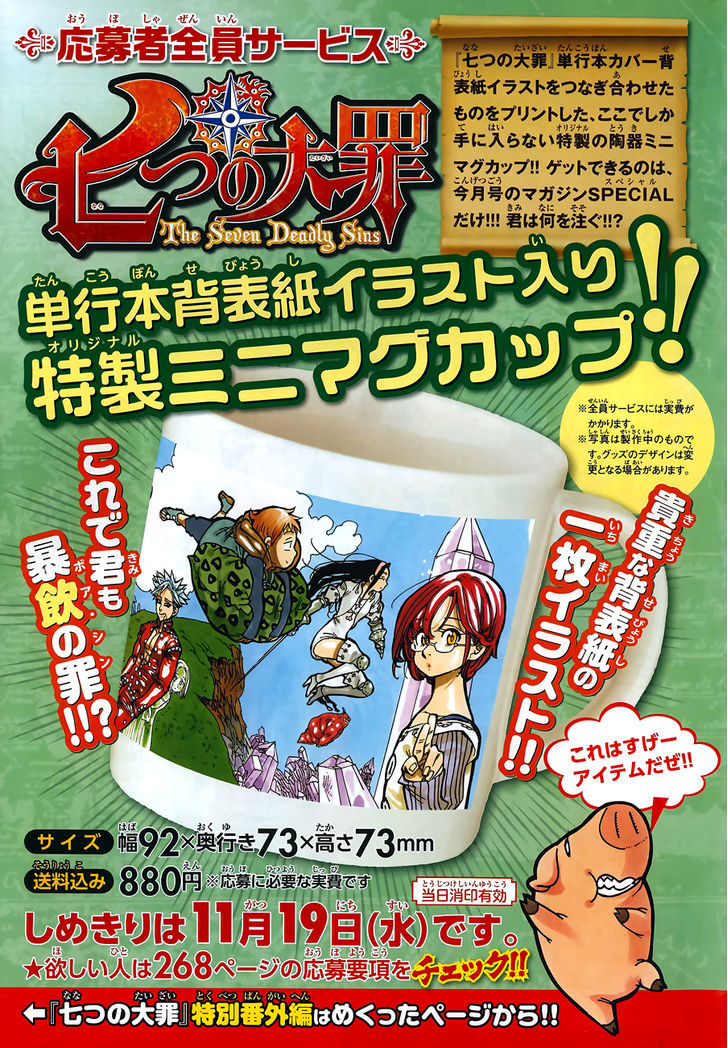 応募者全員サービス
七つの大罪
The Seven Deadly Sins
『七つの大罪』単行本カバー背
表紙イラストをつなぎ合わせた
ものをプリントした、ここでしか
手に入らない特製の陶器ミニ
マグカップ!! ゲットできるのは、
今月号のマガジンSPECIAL
だけ!!! 君は何を注ぐ!!?
単行本背表紙イラスト入り
特製ミニマグカップ!!
※全員サービスには実費が
かかります。
※写真は製作中のもので
す。グッズのデザインは変
更となる場合があります。
これで君も
暴飲の罪!!?
貴重な背表紙の
一枚イラスト!!
これはすげー
アイテムだぜ!!
サイズ 幅92×奥行き73×高さ73mm
送料込み 880円 ※応募に必要な実費です
当日消印有効
しめきりは11月19日(水)です。
★欲しい人は268ページの応募要項をチェック!!
←『七つの大罪』特別番外編はめくったページから!!